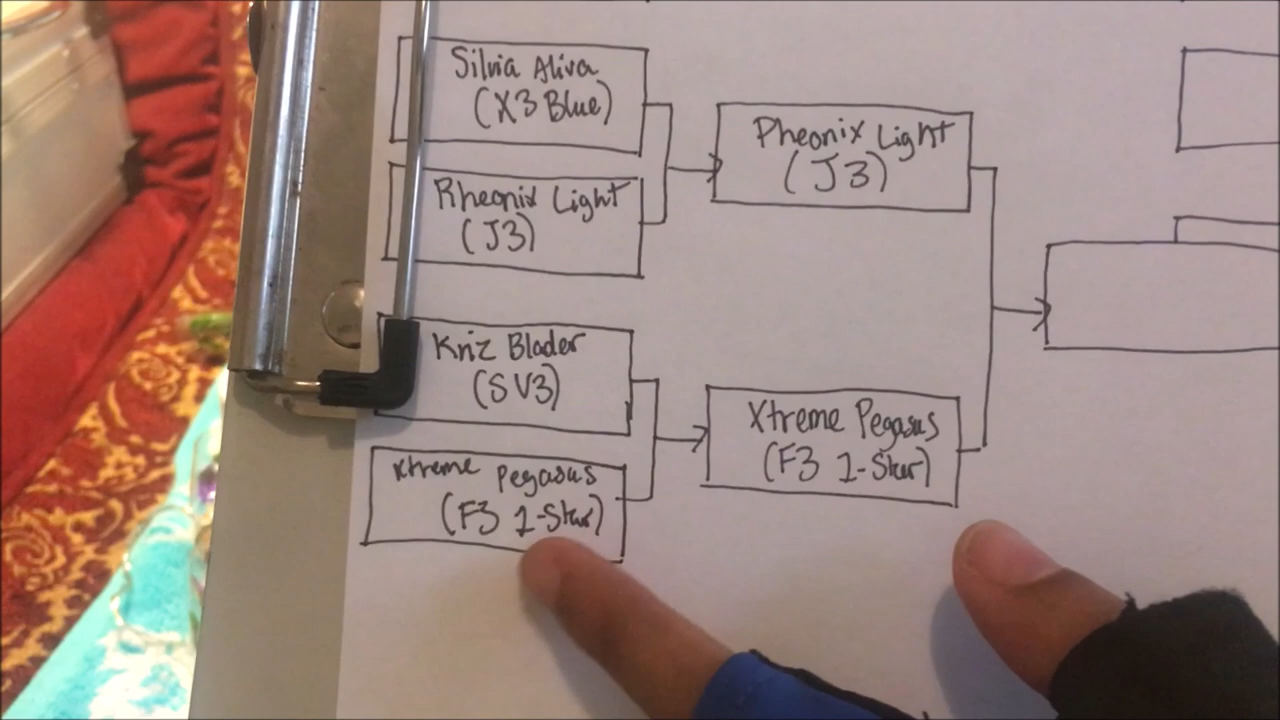 Silvia Aliva
(X3 Blue)
Pheonix Light
(J3)
Kriz Blader
(SV3)
Xtreme Pegasus
(F3 1-Star)
Pheonix Light
(J3)
Xtreme Pegasus
(F3 1-Star)